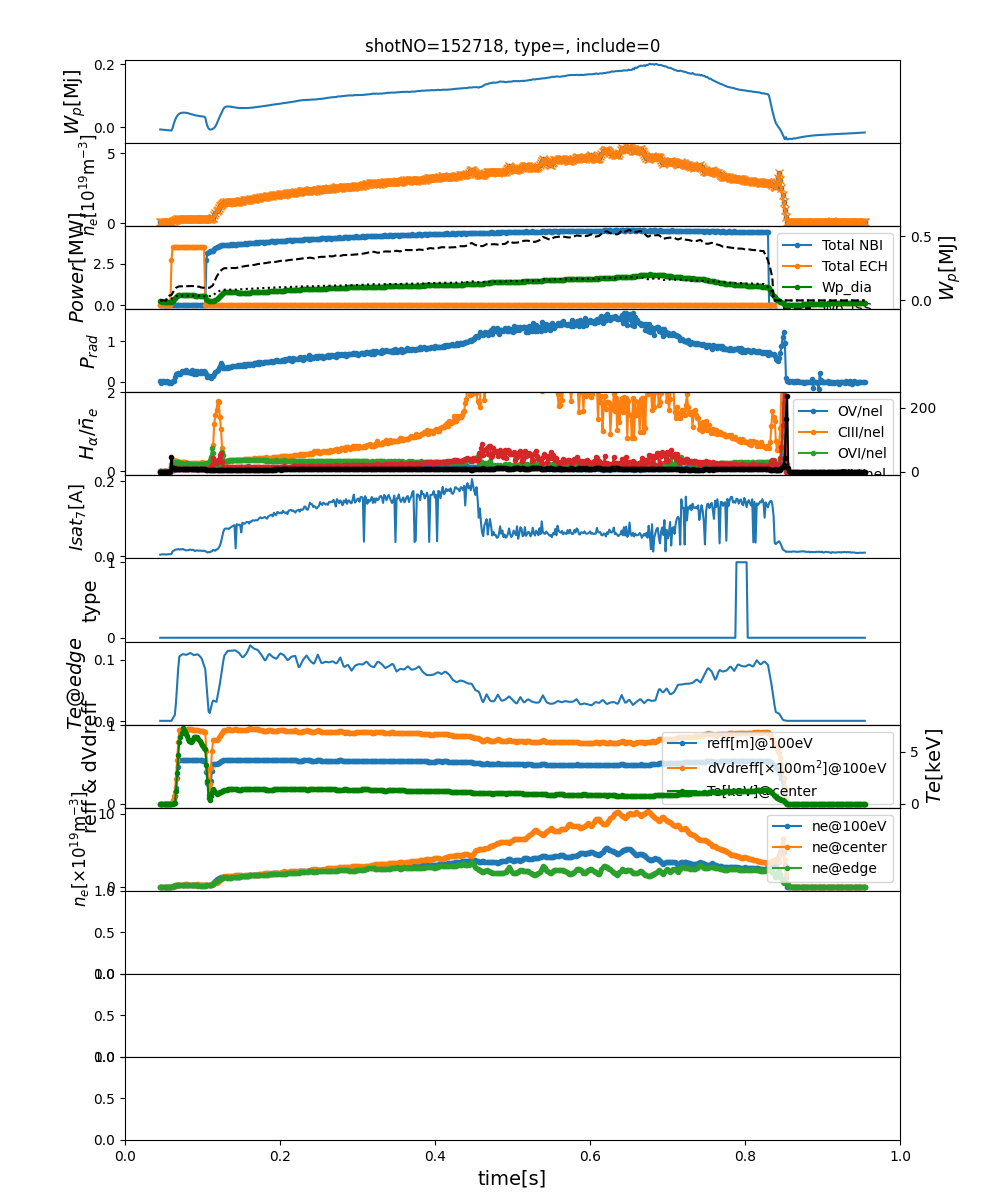 shotNO=152718, type=, include=0
W_p[MJ]
0.2
0.0
n_e[10^19 m^-3]
5
0
Power[MW]
2.5
0.0
Total NBI
Total ECH
Wp_dia
0.5
0.0
W_p[MJ]
P_rad
1
0
H_α/n̄_e
2
0
OV/nel
CIII/nel
OVI/nel
200
0
Isat_7[A]
0.2
0.0
type
1
0
Te@edge
0.1
0.0
reff & dVdreff
1
0
reff[m]@100eV
dVdreff[×100m^2]@100eV
Te[keV]@center
5
0
Te[keV]
n_e[×10^19 m^-3]
10
0
ne@100eV
ne@center
ne@edge
1.0
0.5
0.0
1.0
0.5
0.0
1.0
0.5
0.0
0.0
0.2
0.4
0.6
0.8
1.0
time[s]